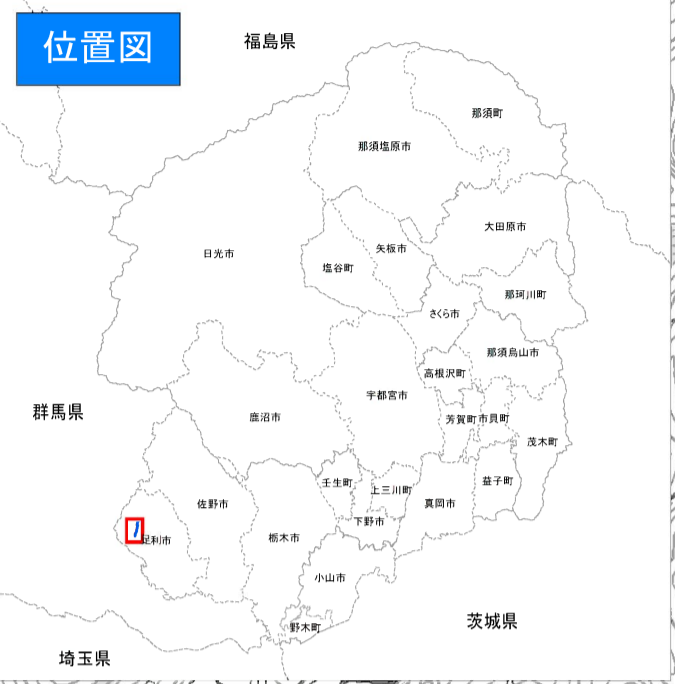 位置図
福島県
那須町
那須塩原市
大田原市
矢板市
日光市
塩谷町
那珂川町
さくら市
那須烏山市
高根沢町
宇都宮市
群馬県
鹿沼市
芳賀町
市貝町
茂木町
壬生町
上三川町
益子町
佐野市
真岡市
下野市
足利市
栃木市
小山市
野木町
茨城県
埼玉県